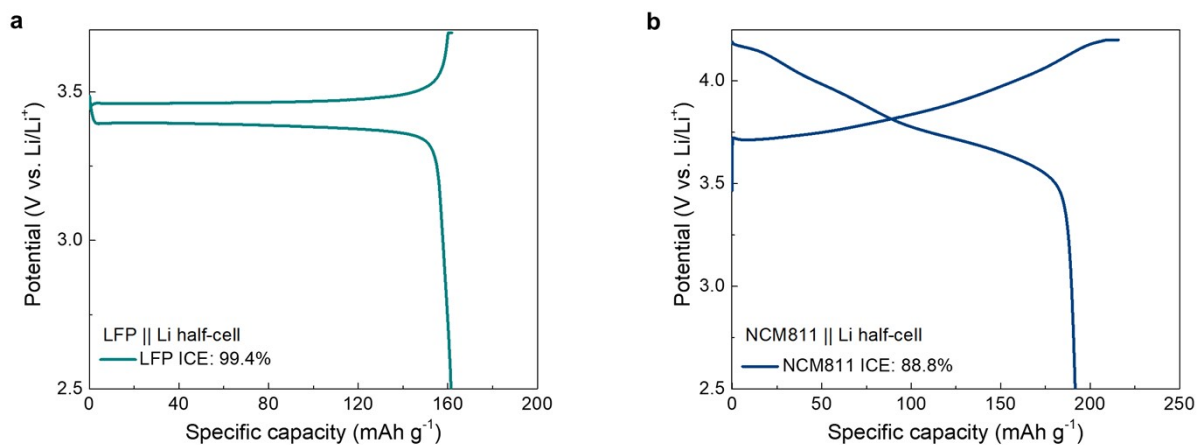 a
3.5
3.0
2.5
Potential (V vs. Li/Li⁺)
LFP || Li half-cell
LFP ICE: 99.4%
0 40 80 120 160 200
Specific capacity (mAh g⁻¹)
b
4.0
3.5
3.0
2.5
Potential (V vs. Li/Li⁺)
NCM811 || Li half-cell
NCM811 ICE: 88.8%
0 50 100 150 200 250
Specific capacity (mAh g⁻¹)